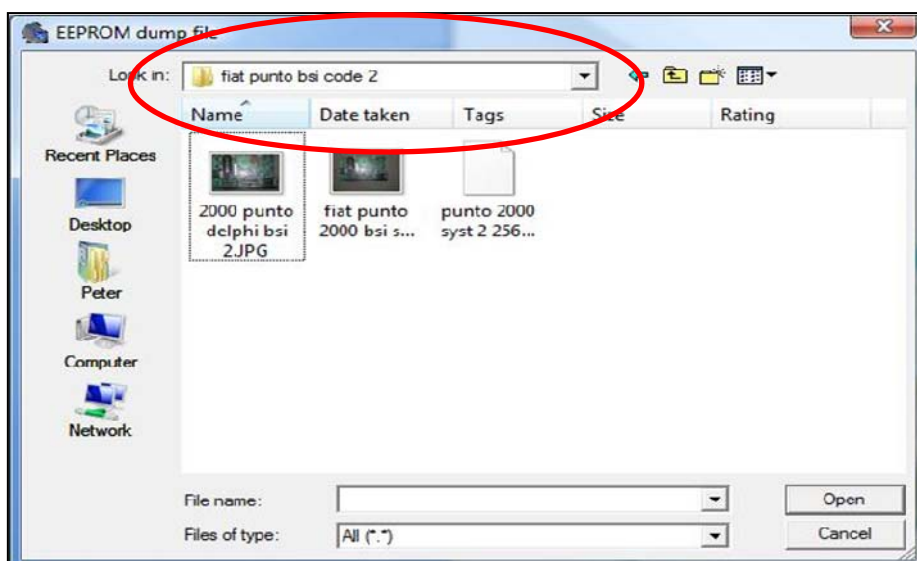 EEPROM dump file
Look in:
fiat punto bsi code 2
Name Date taken Tags Size Rating
Recent Places
Desktop
Peter
Computer
Network
2000 punto
delphi bsi
2.JPG
fiat punto
2000 bsi s...
punto 2000
syst 2 256...
File name:
Open
Files of type:
All (*.*)
Cancel